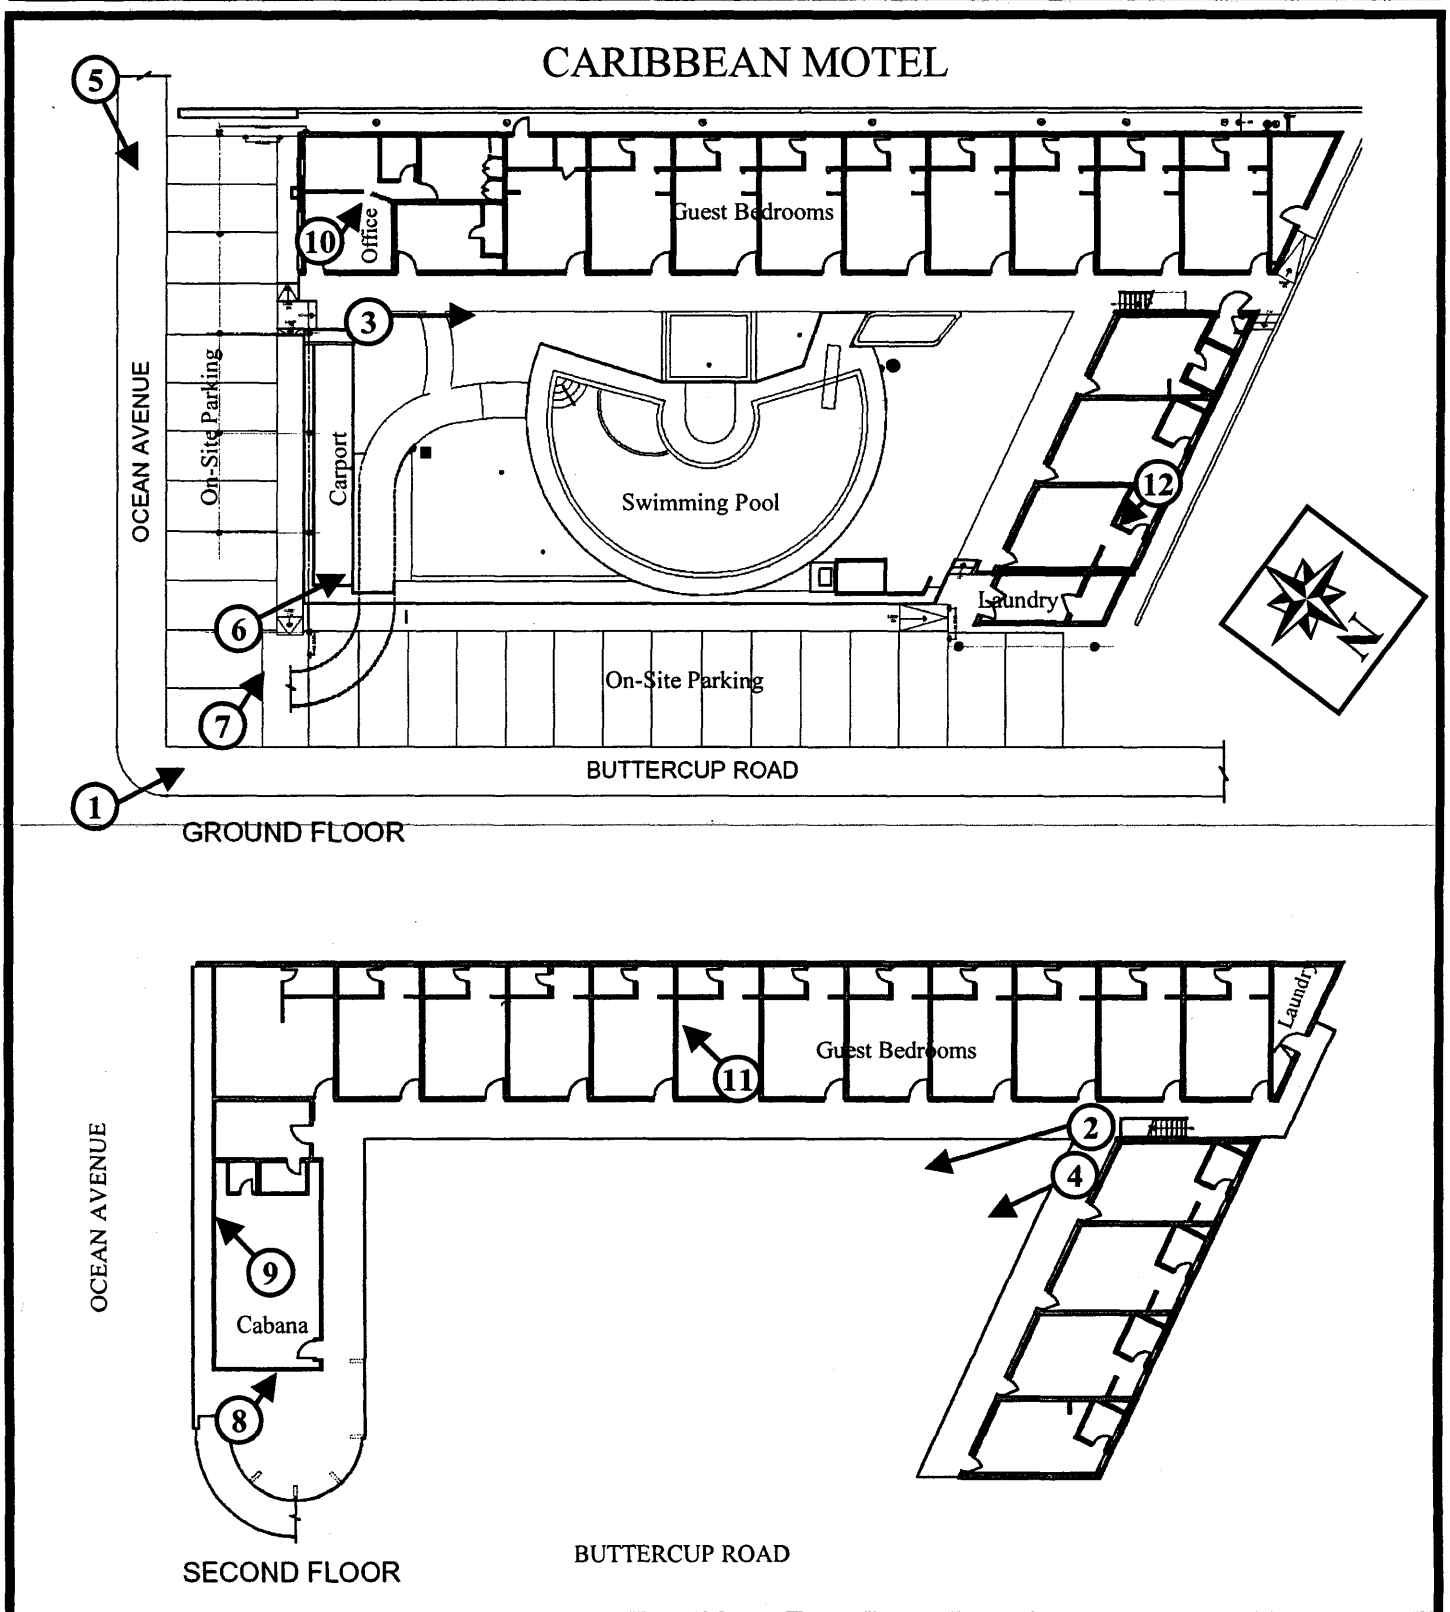 CARIBBEAN MOTEL
5
Guest Bedrooms
10
Office
3
OCEAN AVENUE
On-Site Parking
Carport
Swimming Pool
12
6
Laundry
N
On-Site Parking
7
BUTTERCUP ROAD
1
GROUND FLOOR
Laundry
Guest Bedrooms
11
2
4
OCEAN AVENUE
9
Cabana
8
BUTTERCUP ROAD
SECOND FLOOR